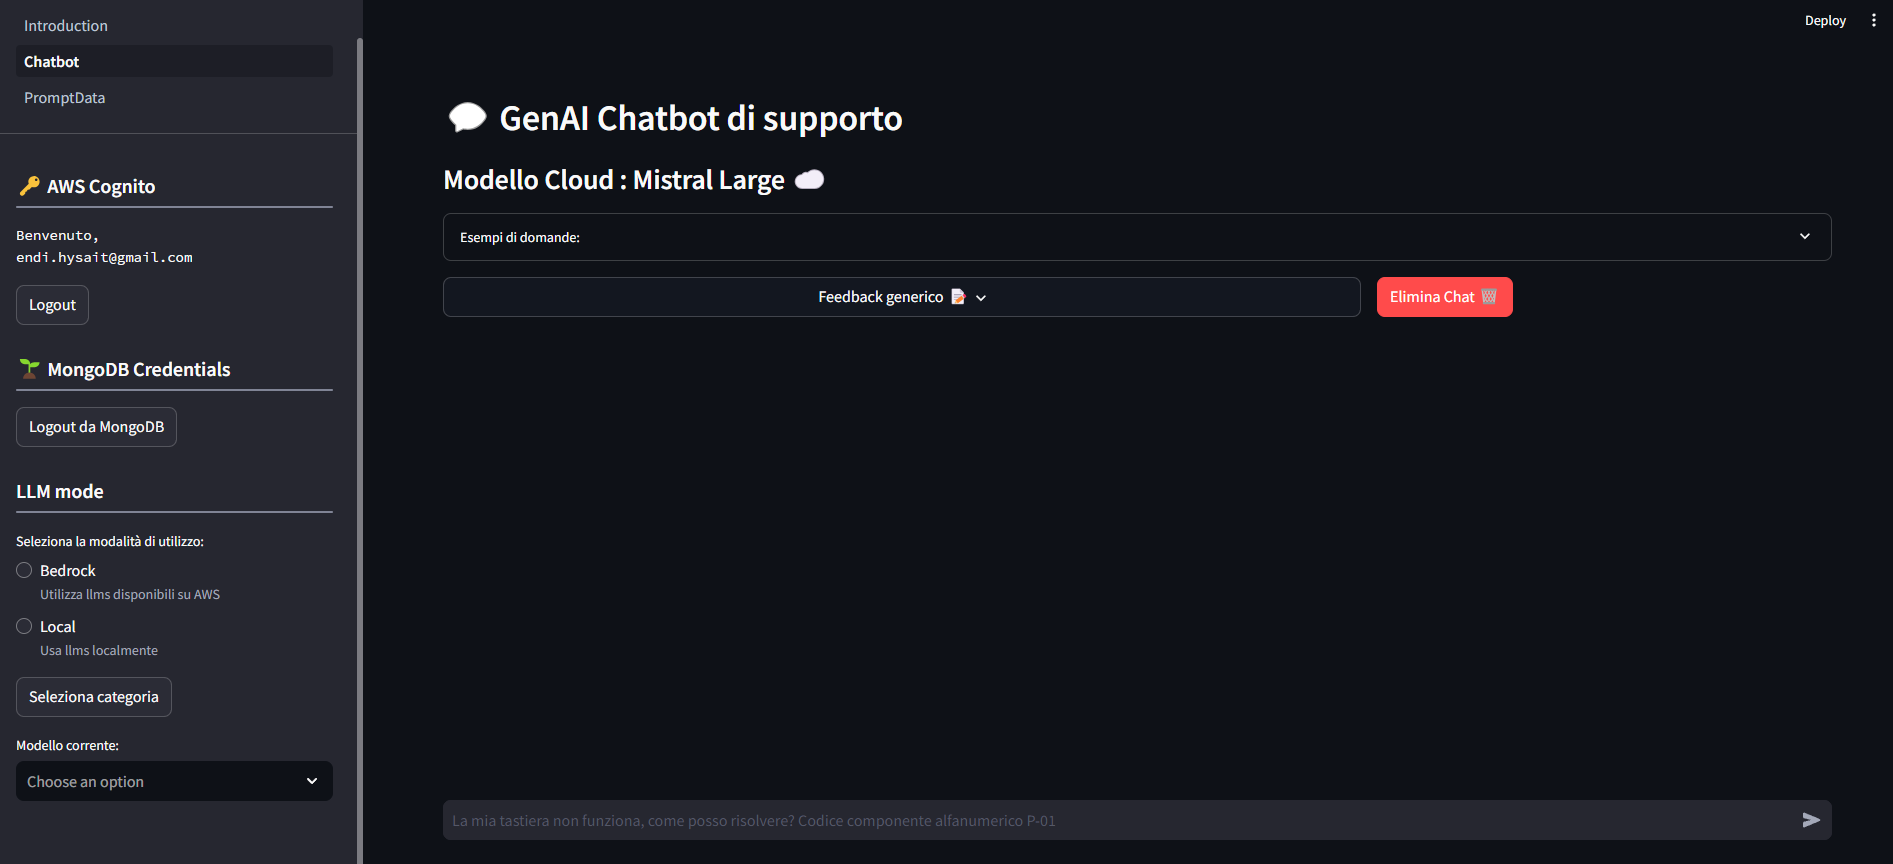 Introduction
Chatbot
PromptData
AWS Cognito
Benvenuto,
endi.hysait@gmail.com
Logout
MongoDB Credentials
Logout da MongoDB
LLM mode
Seleziona la modalità di utilizzo:
Bedrock
Utilizza llms disponibili su AWS
Local
Usa llms localmente
Seleziona categoria
Modello corrente:
Choose an option
Deploy
GenAI Chatbot di supporto
Modello Cloud : Mistral Large
Esempi di domande:
Feedback generico
Elimina Chat
La mia tastiera non funziona, come posso risolvere? Codice componente alfanumerico P-01